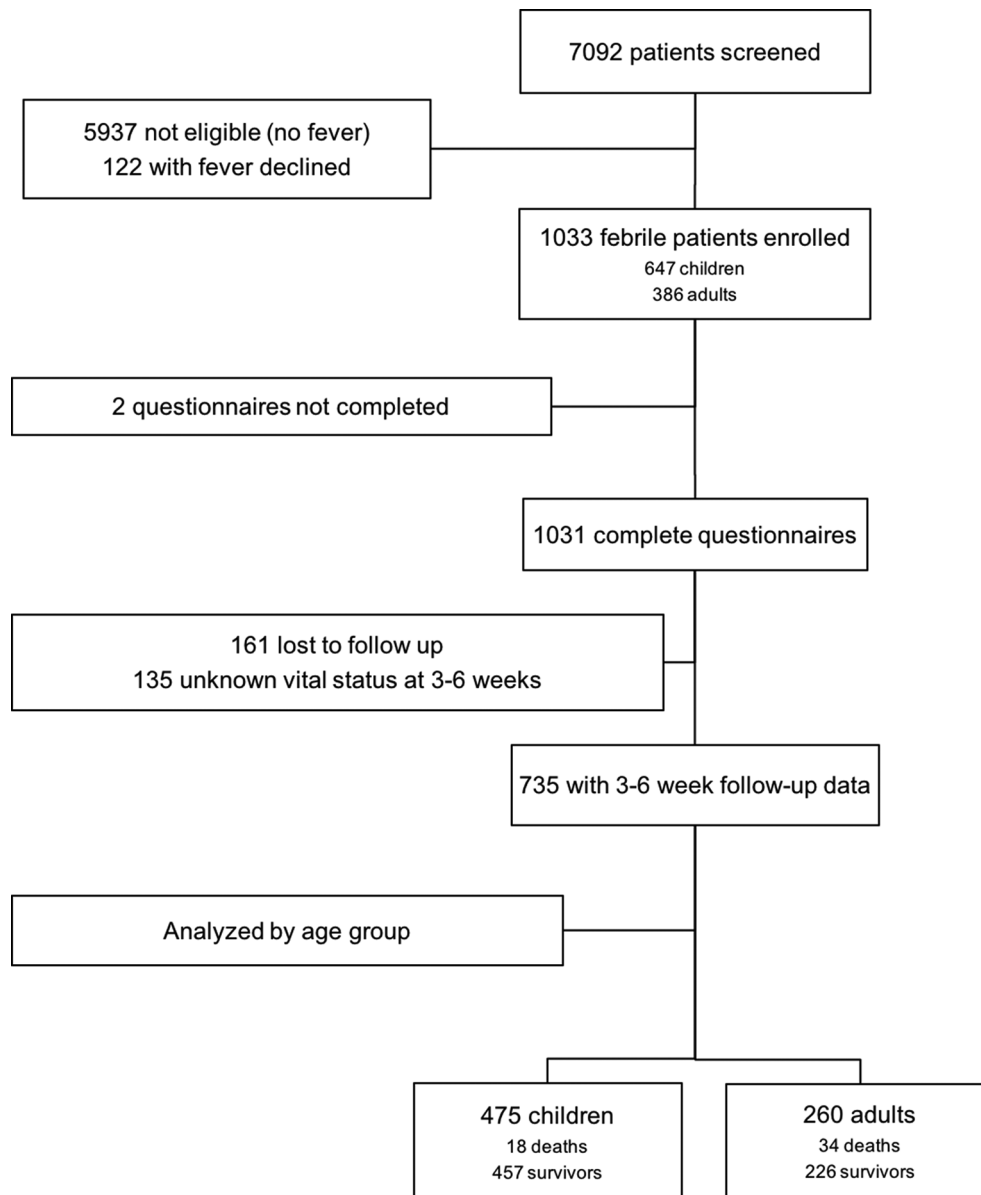 7092 patients screened
5937 not eligible (no fever)
122 with fever declined
1033 febrile patients enrolled
647 children
386 adults
2 questionnaires not completed
1031 complete questionnaires
161 lost to follow up
135 unknown vital status at 3-6 weeks
735 with 3-6 week follow-up data
Analyzed by age group
475 children
18 deaths
457 survivors
260 adults
34 deaths
226 survivors